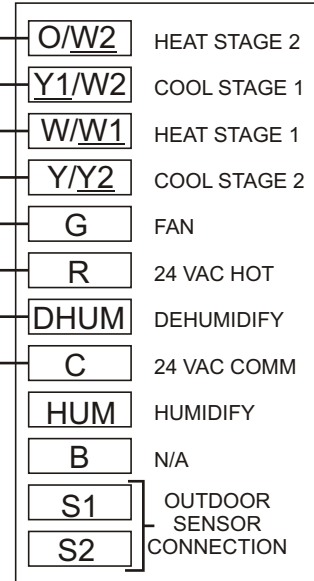 O/W2 HEAT STAGE 2
Y1/W2 COOL STAGE 1
W/W1 HEAT STAGE 1
Y/Y2 COOL STAGE 2
G FAN
R 24 VAC HOT
DHUM DEHUMIDIFY
C 24 VAC COMM
HUM HUMIDIFY
B N/A
S1
S2
OUTDOOR
SENSOR
CONNECTION